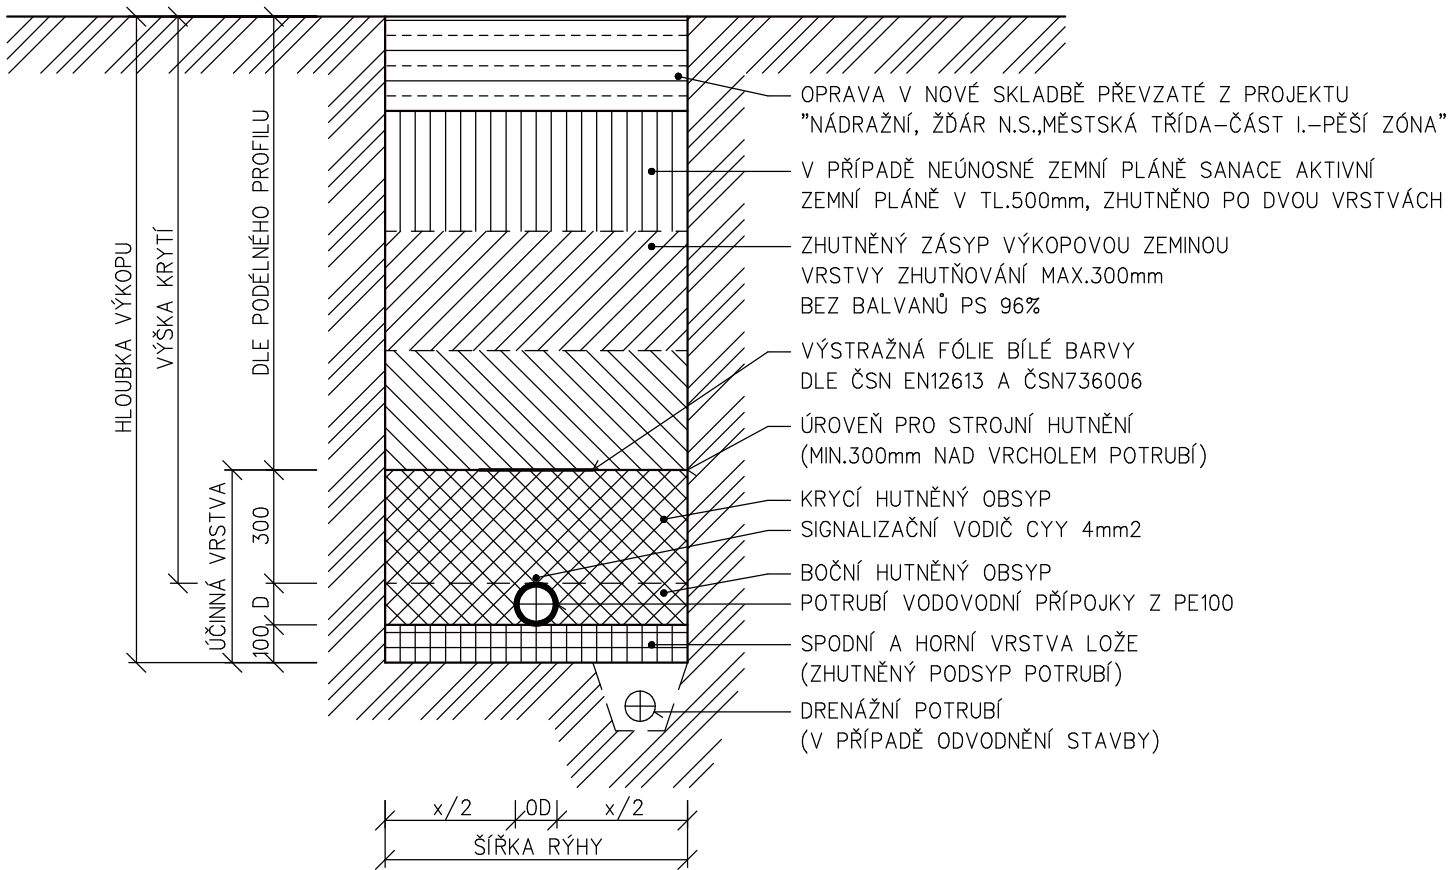 OPRAVA V NOVÉ SKLADBĚ PŘEVZATÉ Z PROJEKTU
"NÁDRAŽNÍ, ŽĎÁR N.S.,MĚSTSKÁ TŘÍDA-ČÁST I.-PĚŠÍ ZÓNA"
V PŘÍPADĚ NEÚNOSNÉ ZEMNÍ PLÁNĚ SANACE AKTIVNÍ
ZEMNÍ PLÁNĚ V TL.500mm, ZHUTNĚNO PO DVOU VRSTVÁCH
ZHUTNĚNÝ ZÁSYP VÝKOPOVOU ZEMINOU
VRSTVY ZHUTŇOVÁNÍ MAX.300mm
BEZ BALVANŮ PS 96%
VÝSTRAŽNÁ FÓLIE BÍLÉ BARVY
DLE ČSN EN12613 A ČSN736006
ÚROVEŇ PRO STROJNÍ HUTNĚNÍ
(MIN.300mm NAD VRCHOLEM POTRUBÍ)
KRYCÍ HUTNĚNÝ OBSYP
SIGNALIZAČNÍ VODIČ CYY 4mm2
BOČNÍ HUTNĚNÝ OBSYP
POTRUBÍ VODOVODNÍ PŘÍPOJKY Z PE100
SPODNÍ A HORNÍ VRSTVA LOŽE
(ZHUTNĚNÝ PODSYP POTRUBÍ)
DRENÁŽNÍ POTRUBÍ
(V PŘÍPADĚ ODVODNĚNÍ STAVBY)
HLOUBKA VÝKOPU
VÝŠKA KRYTÍ
DLE PODÉLNÉHO PROFILU
ÚČINNÁ VRSTVA
300
D
100
x/2
OD
x/2
ŠÍŘKA RÝHY